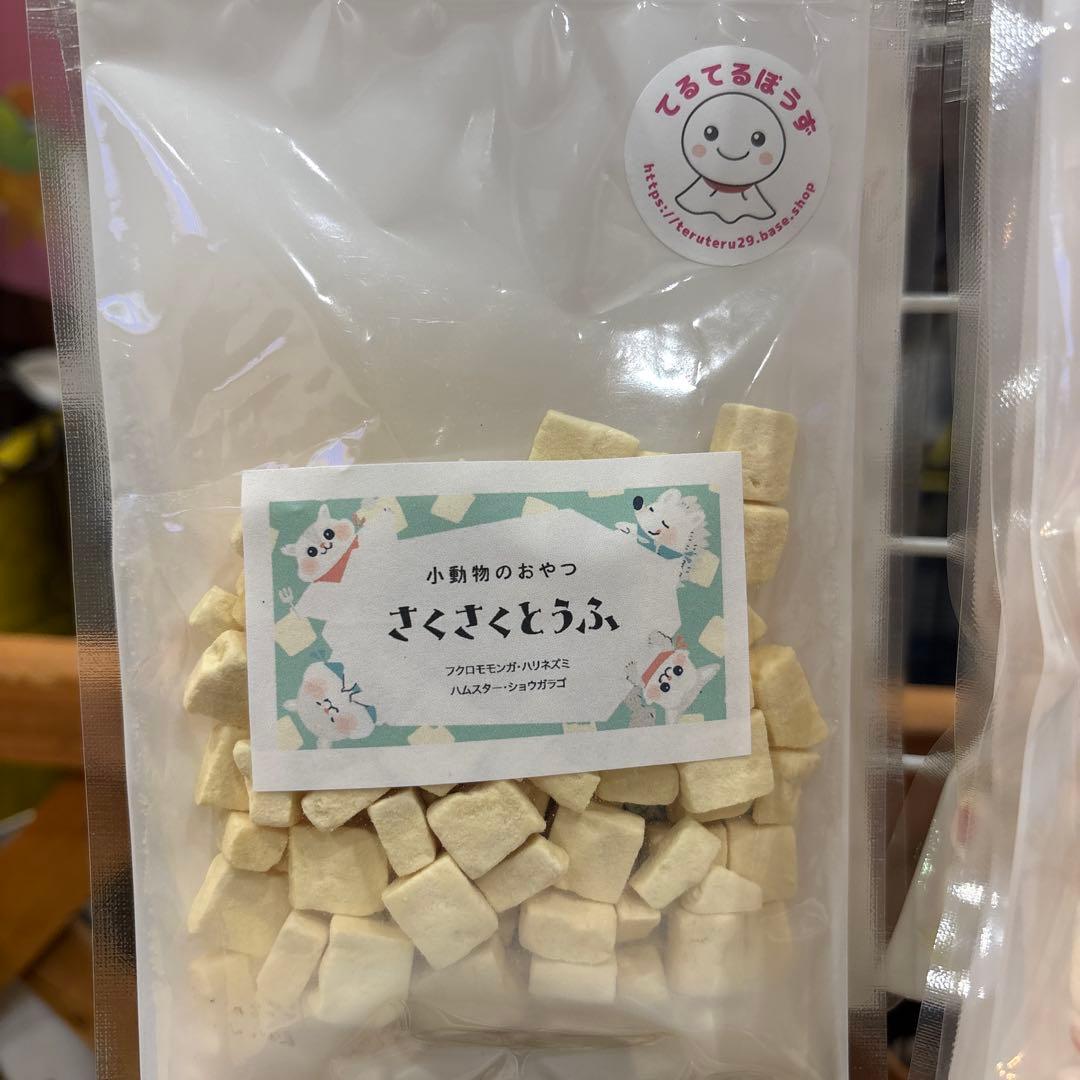 てるてるぼうず
https://teruteru29.base.shop
小動物のおやつ
さくさくとうふ
フクロモモンガ・ハリネズミ
ハムスター・ショウガラゴ